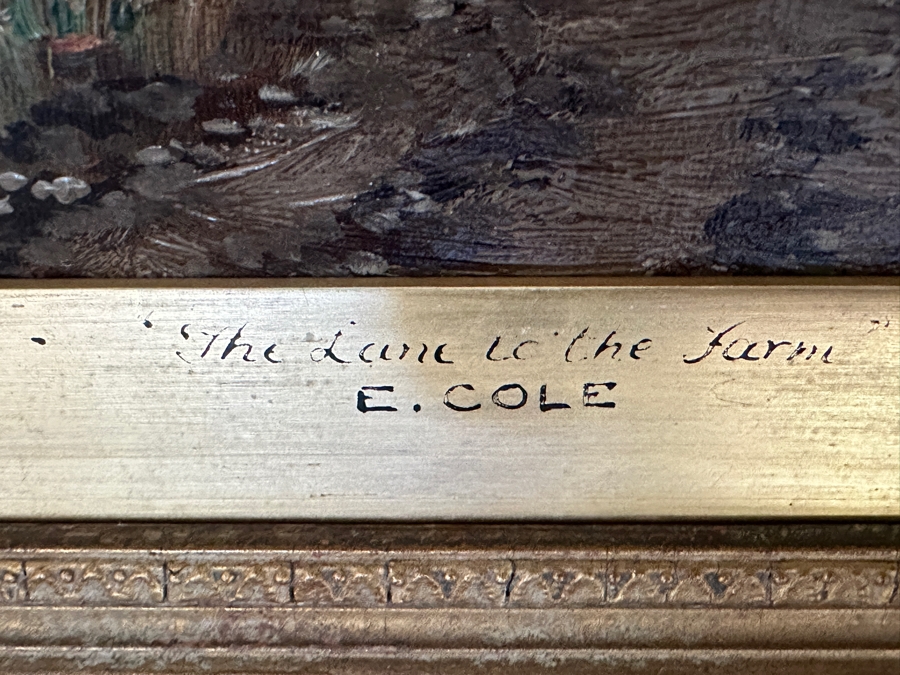 "The Lane to the Farm"
E. COLE